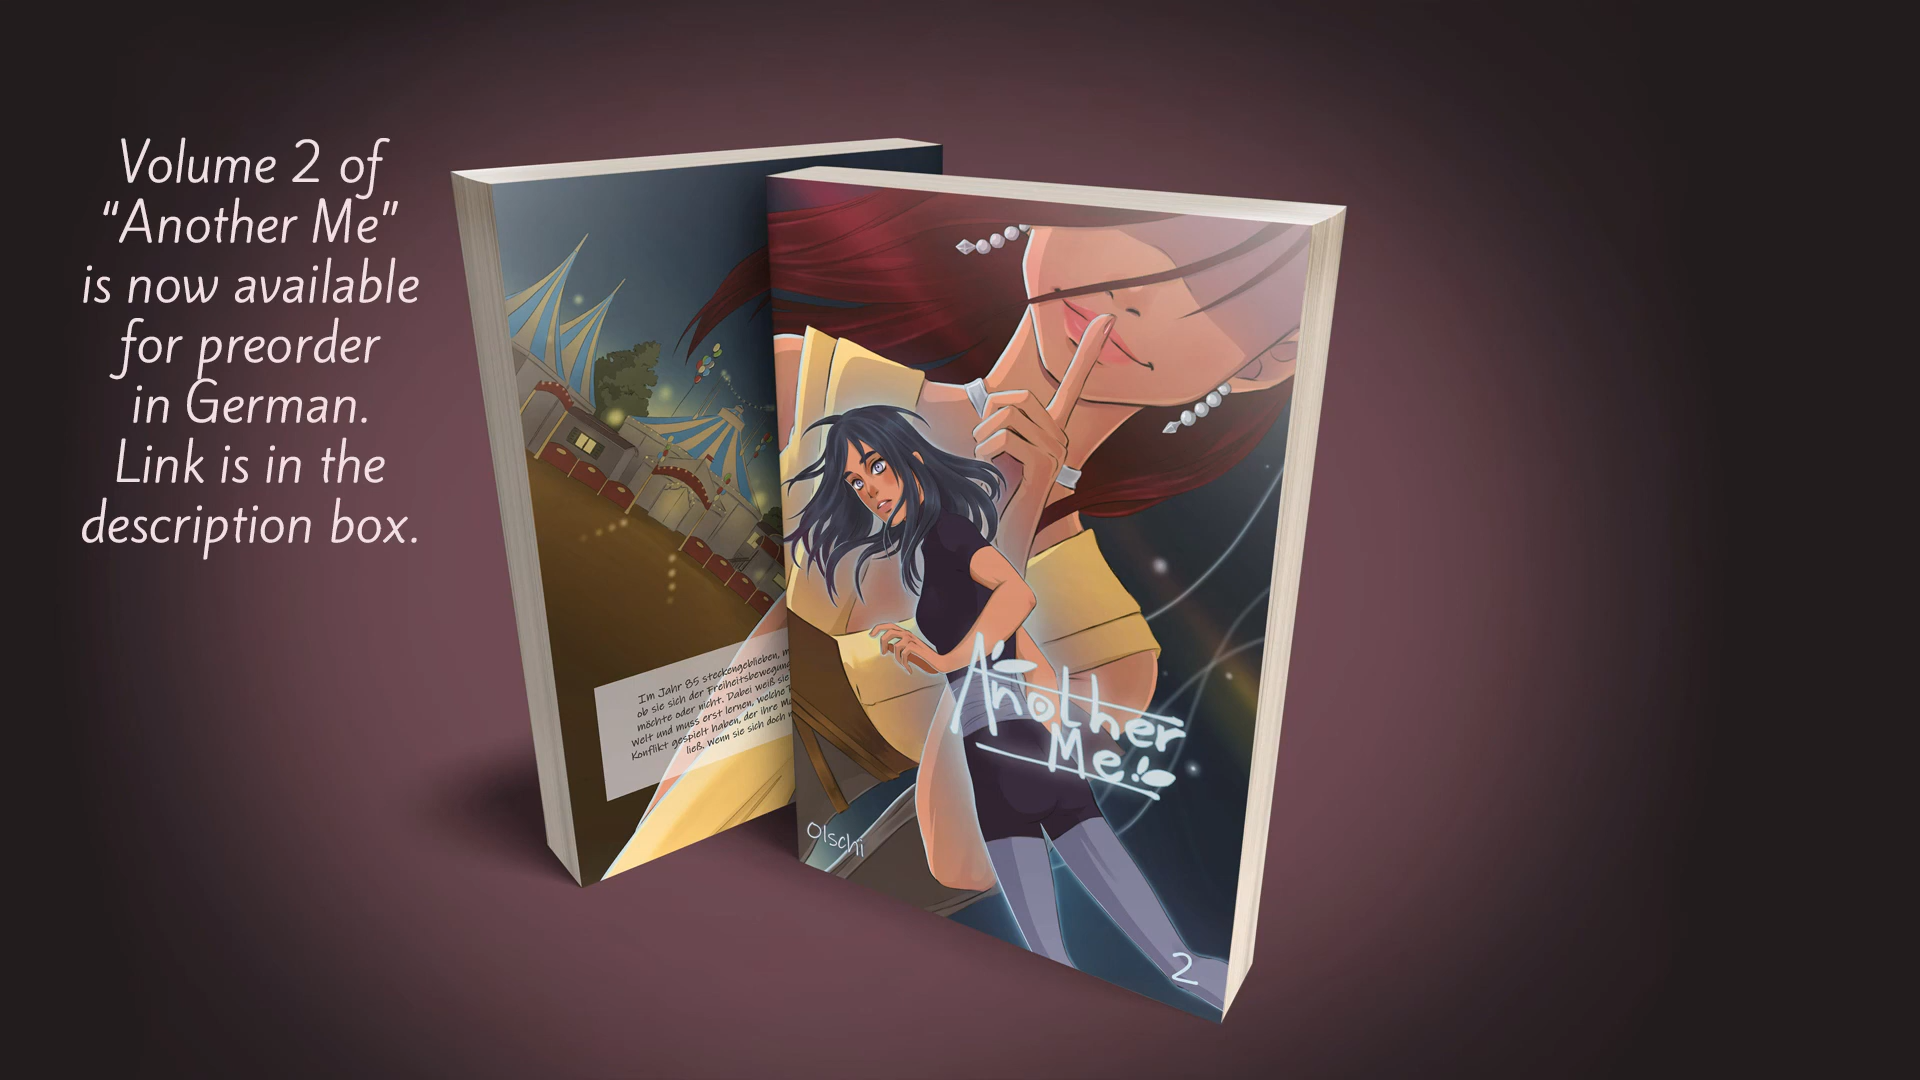 Volume 2 of
“Another Me”
is now available
for preorder
in German.
Link is in the
description box.
Im Jahr 85 steckengeblieben,
ob sie sich der Freiheitsbewegung
möchte oder nicht. Dabei weiß sie
Welt und muss erst lernen, welche
Konflikt gespielt haben, der ihre
ließ. Wenn sie sich doch
Another
Me
Olschi
2